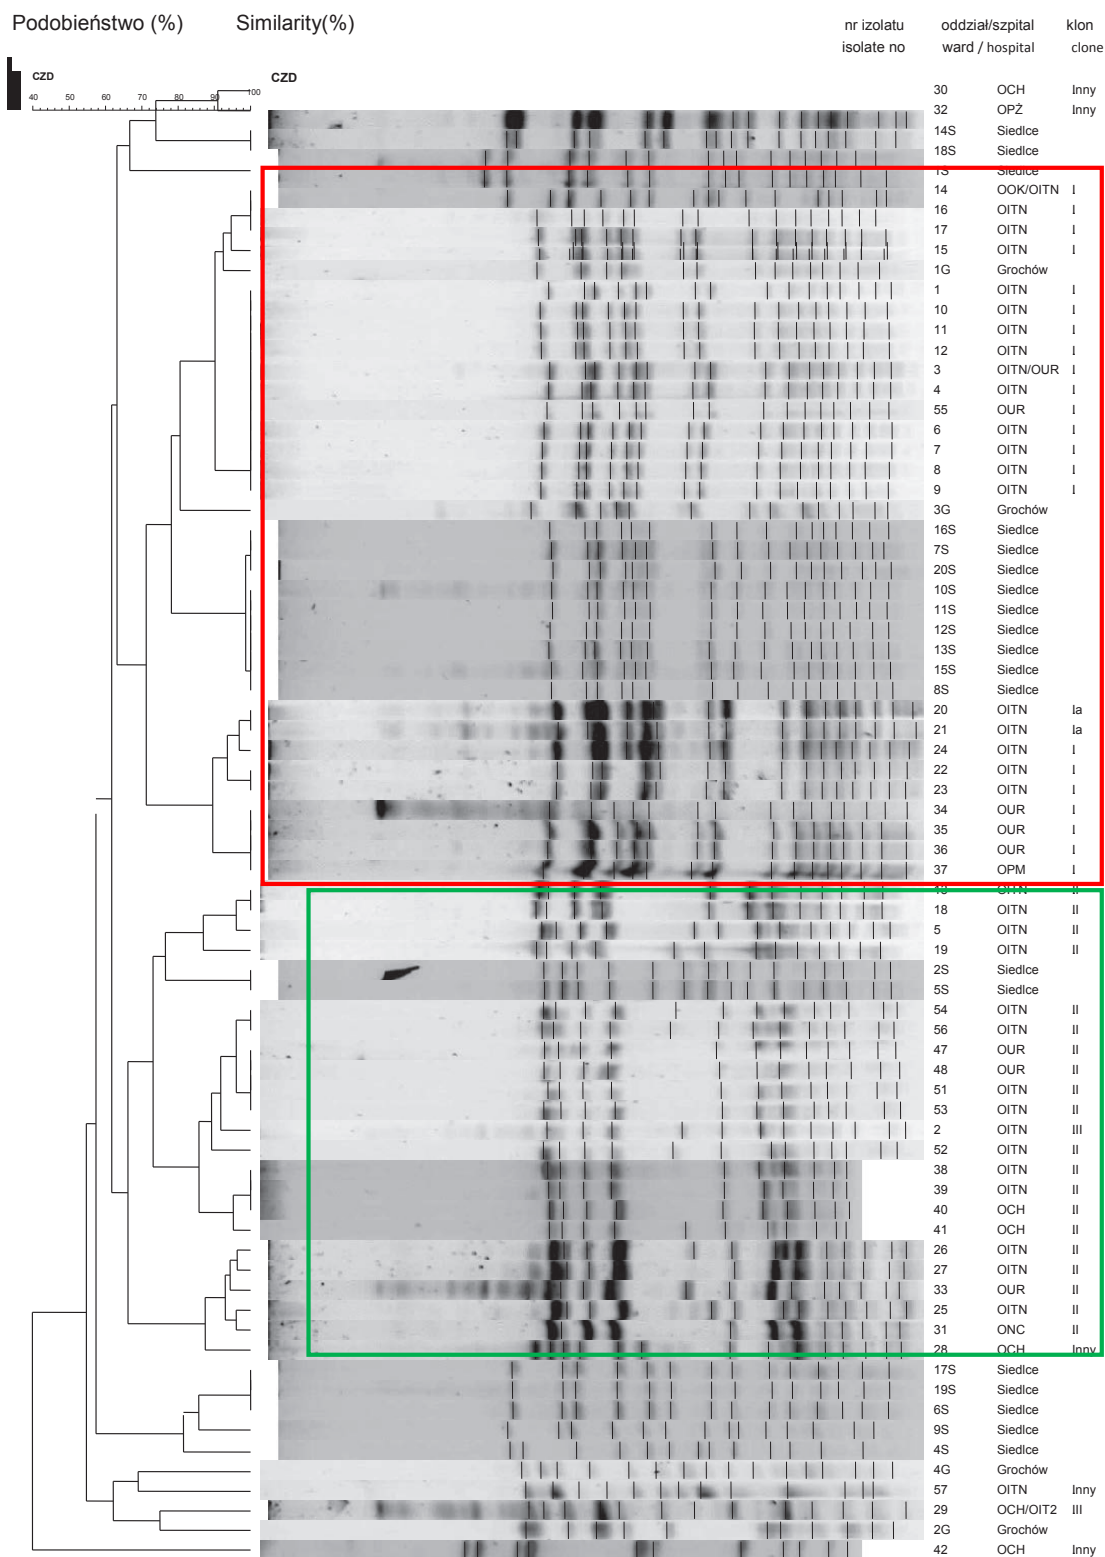 Podobieństwo (%) Similarity(%)
nr izolatu oddział/szpital klon
isolate no ward / hospital clone
CZD CZD
40 50 60 70 80 90 100
30 OCH Inny
32 OPŻ Inny
14S Siedlce
18S Siedlce
1S Siedlce
14 OOK/OITN I
16 OITN I
17 OITN I
15 OITN I
1G Grochów
1 OITN I
10 OITN I
11 OITN I
12 OITN I
3 OITN/OUR I
4 OITN I
55 OUR I
6 OITN I
7 OITN I
8 OITN I
9 OITN I
3G Grochów
16S Siedlce
7S Siedlce
20S Siedlce
10S Siedlce
11S Siedlce
12S Siedlce
13S Siedlce
15S Siedlce
8S Siedlce
20 OITN Ia
21 OITN Ia
24 OITN I
22 OITN I
23 OITN I
34 OUR I
35 OUR I
36 OUR I
37 OPM I
13 OITN II
18 OITN II
5 OITN II
19 OITN II
2S Siedlce
5S Siedlce
54 OITN II
56 OITN II
47 OUR II
48 OUR II
51 OITN II
53 OITN II
2 OITN III
52 OITN II
38 OITN II
39 OITN II
40 OCH II
41 OCH II
26 OITN II
27 OITN II
33 OUR II
25 OITN II
31 ONC II
28 OCH Inny
17S Siedlce
19S Siedlce
6S Siedlce
9S Siedlce
4S Siedlce
4G Grochów
57 OITN Inny
29 OCH/OIT2 III
2G Grochów
42 OCH Inny